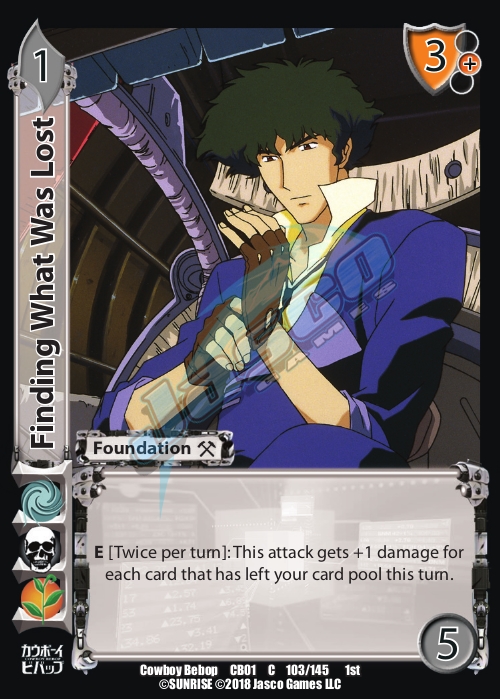 1
3
+
Finding What Was Lost
Jasco
GAMES
Foundation
E [Twice per turn]: This attack gets +1 damage for
each card that has left your card pool this turn.
カウボーイ
ビバップ
5
Cowboy Bebop CB01 C 103/145 1st
©SUNRISE ©2018 Jasco Games LLC